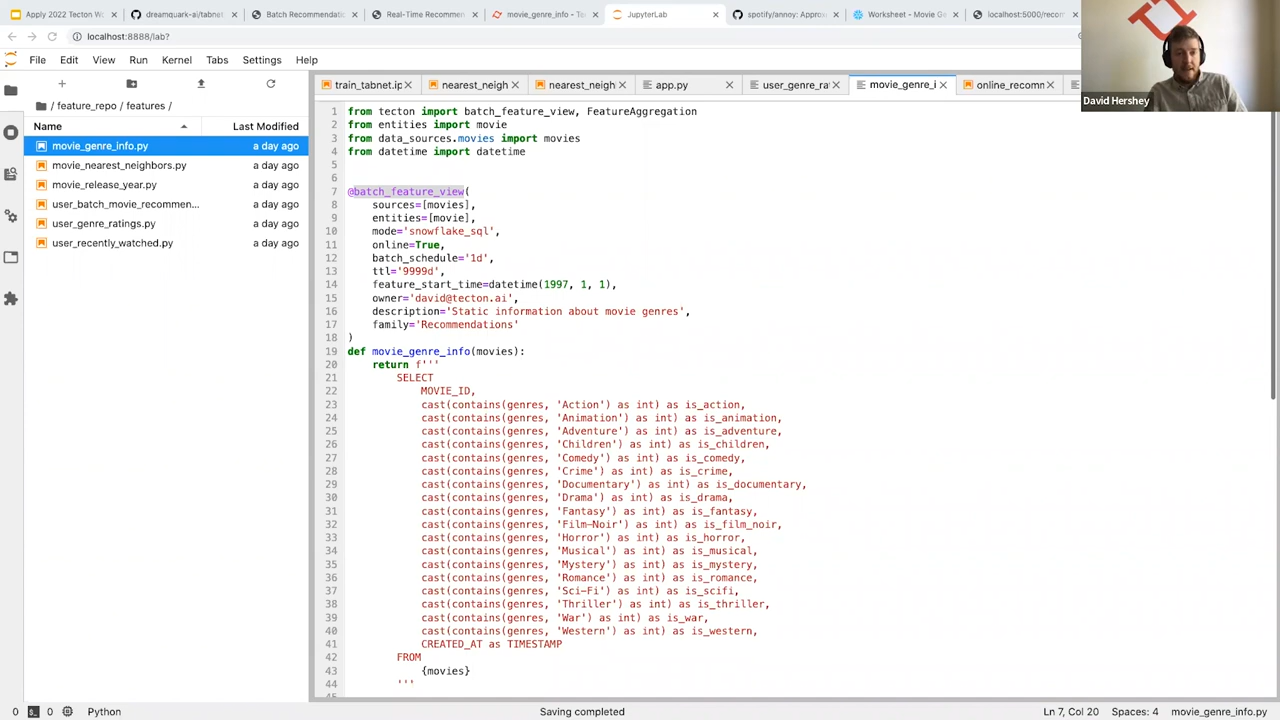 Apply 2022 Tecton Wo
dreamquark-ai/tabnet
Batch Recommendatio
Real-Time Recommen
movie_genre_info - To
JupyterLab
spotify/annoy: Approx
Worksheet - Movie Ge
localhost:5000/recom
localhost:8888/lab?
File Edit View Run Kernel Tabs Settings Help
train_tabnet.ip
nearest_neigh
nearest_neigh
app.py
user_genre_ra
movie_genre_i
online_recomm
David Hershey
/ feature_repo / features /
Name Last Modified
movie_genre_info.py a day ago
movie_nearest_neighbors.py a day ago
movie_release_year.py a day ago
user_batch_movie_recommen... a day ago
user_genre_ratings.py a day ago
user_recently_watched.py a day ago
1 from tecton import batch_feature_view, FeatureAggregation
2 from entities import movie
3 from data_sources.movies import movies
4 from datetime import datetime
5
6
7 @batch_feature_view(
8 sources=[movies],
9 entities=[movie],
10 mode='snowflake_sql',
11 online=True,
12 batch_schedule='1d',
13 ttl='9999d',
14 feature_start_time=datetime(1997, 1, 1),
15 owner='david@tecton.ai',
16 description='Static information about movie genres',
17 family='Recommendations'
18 )
19 def movie_genre_info(movies):
20 return f'''
21 SELECT
22 MOVIE_ID,
23 cast(contains(genres, 'Action') as int) as is_action,
24 cast(contains(genres, 'Animation') as int) as is_animation,
25 cast(contains(genres, 'Adventure') as int) as is_adventure,
26 cast(contains(genres, 'Children') as int) as is_children,
27 cast(contains(genres, 'Comedy') as int) as is_comedy,
28 cast(contains(genres, 'Crime') as int) as is_crime,
29 cast(contains(genres, 'Documentary') as int) as is_documentary,
30 cast(contains(genres, 'Drama') as int) as is_drama,
31 cast(contains(genres, 'Fantasy') as int) as is_fantasy,
32 cast(contains(genres, 'Film-Noir') as int) as is_film_noir,
33 cast(contains(genres, 'Horror') as int) as is_horror,
34 cast(contains(genres, 'Musical') as int) as is_musical,
35 cast(contains(genres, 'Mystery') as int) as is_mystery,
36 cast(contains(genres, 'Romance') as int) as is_romance,
37 cast(contains(genres, 'Sci-Fi') as int) as is_scifi,
38 cast(contains(genres, 'Thriller') as int) as is_thriller,
39 cast(contains(genres, 'War') as int) as is_war,
40 cast(contains(genres, 'Western') as int) as is_western,
41 CREATED_AT as TIMESTAMP
42 FROM
43 {movies}
44 '''
0 0 Python Saving completed Ln 7, Col 20 Spaces: 4 movie_genre_info.py